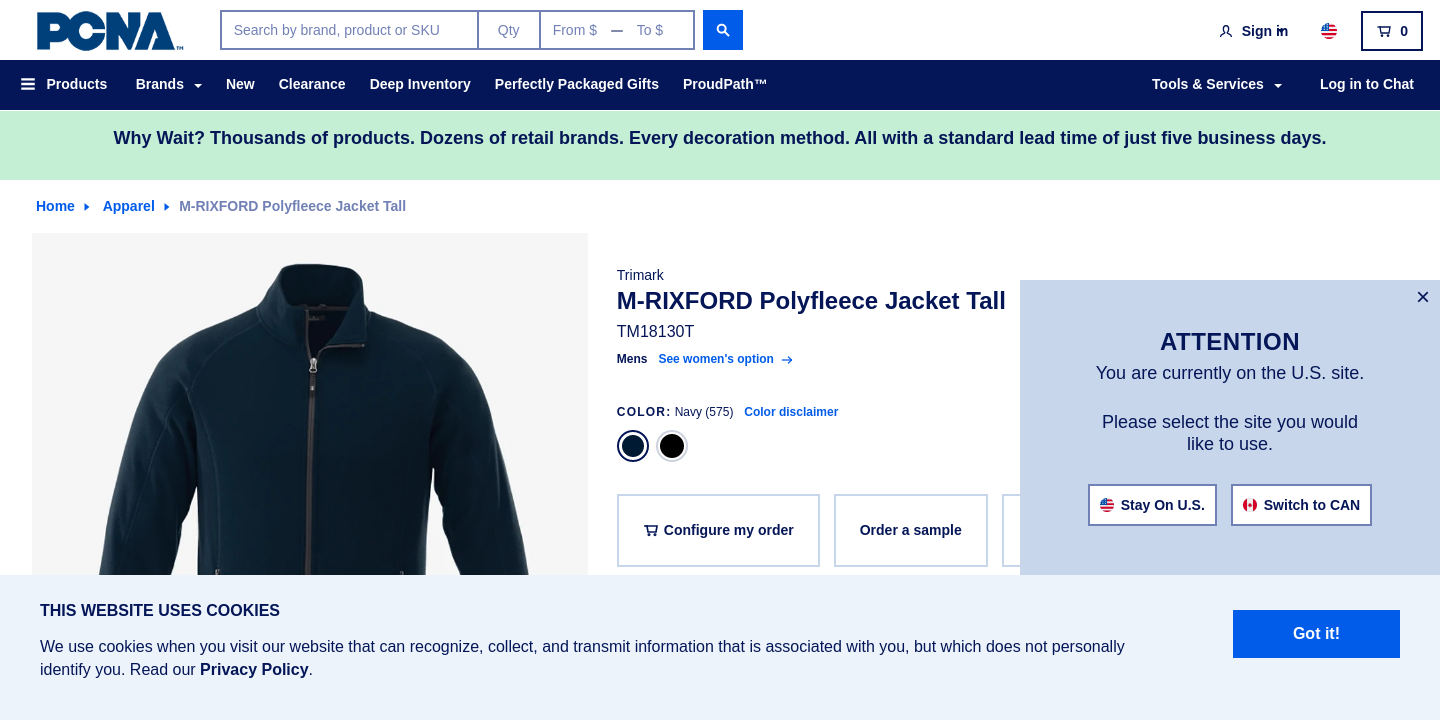 PCNA™
Search by brand, product or SKU
Qty
From $ — To $
Sign in
0
Products
Brands
New
Clearance
Deep Inventory
Perfectly Packaged Gifts
ProudPath™
Tools & Services
Log in to Chat
Why Wait? Thousands of products. Dozens of retail brands. Every decoration method. All with a standard lead time of just five business days.
Home
Apparel
M-RIXFORD Polyfleece Jacket Tall
Trimark
M-RIXFORD Polyfleece Jacket Tall
TM18130T
Mens See women's option
COLOR: Navy (575) Color disclaimer
Configure my order
Order a sample
ATTENTION
You are currently on the U.S. site.
Please select the site you would
like to use.
Stay On U.S.
Switch to CAN
THIS WEBSITE USES COOKIES
We use cookies when you visit our website that can recognize, collect, and transmit information that is associated with you, but which does not personally
identify you. Read our Privacy Policy.
Got it!